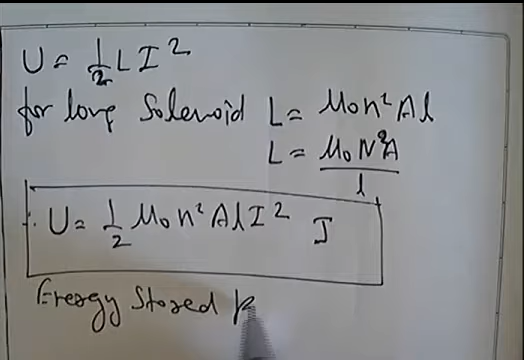 U = 1/2 L I²
for long Solenoid L = μ₀n²Al
L = μ₀N²A / l
∴ U = 1/2 μ₀n²AlI² J
Energy Stored